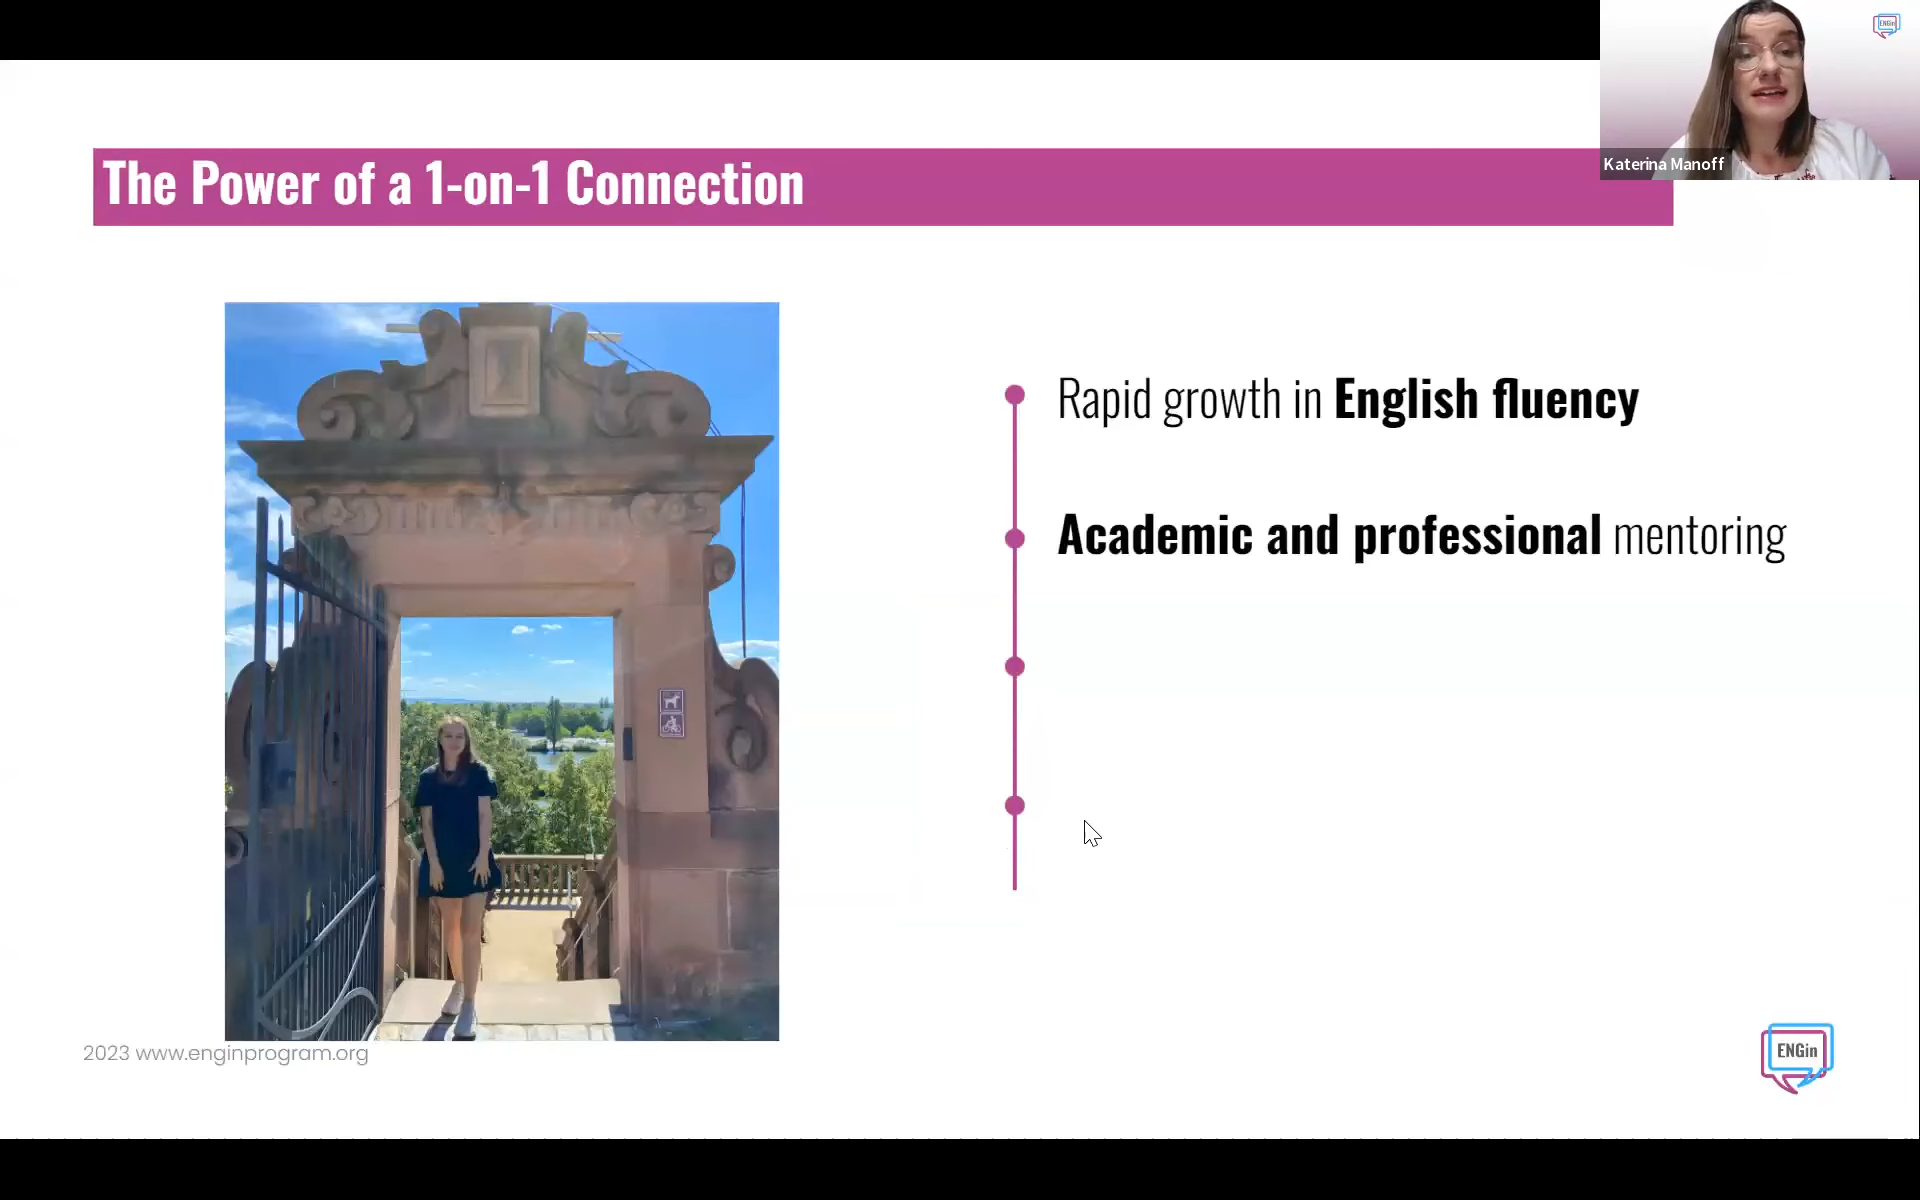 ENGin
Katerina Manoff
The Power of a 1-on-1 Connection
Rapid growth in English fluency
Academic and professional mentoring
2023 www.enginprogram.org
ENGin